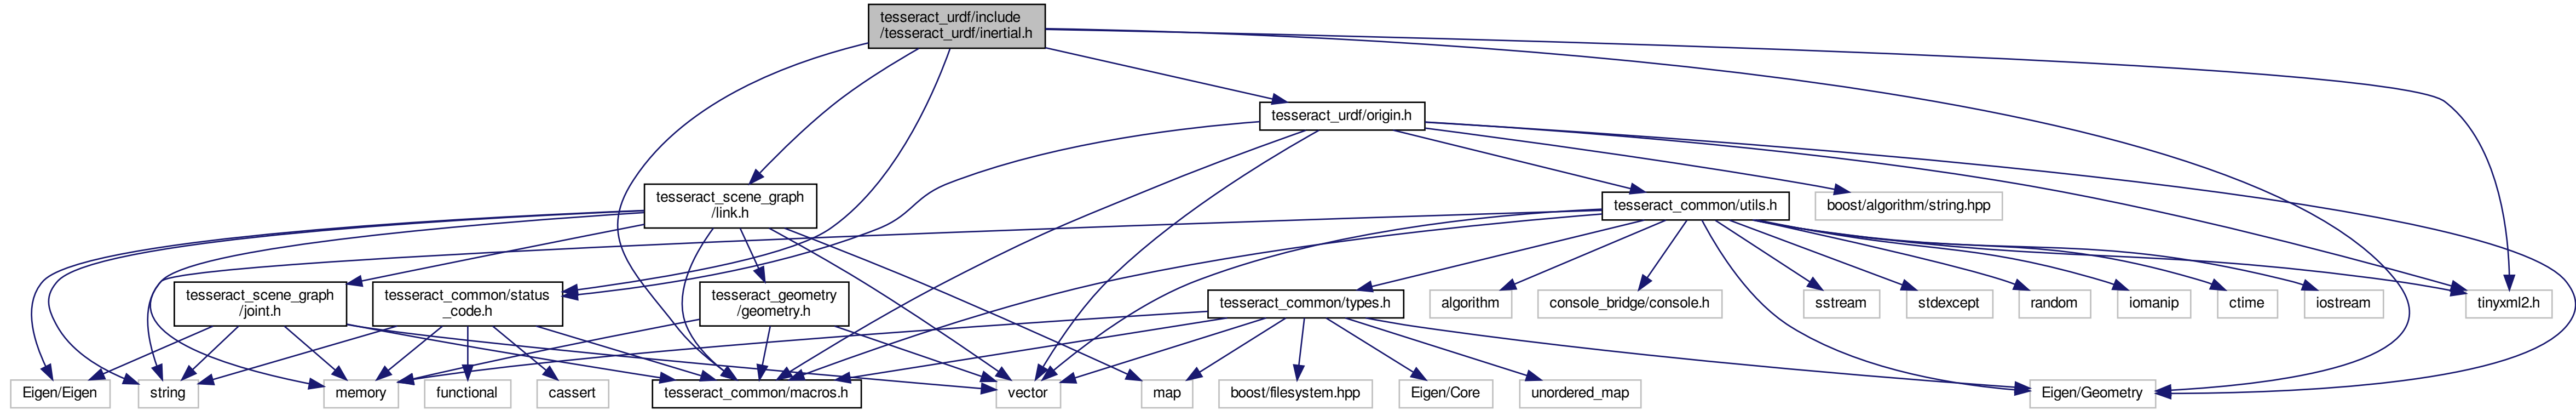 tesseract_urdf/include
/tesseract_urdf/inertial.h
tesseract_urdf/origin.h
tesseract_scene_graph
/link.h
tesseract_common/utils.h
boost/algorithm/string.hpp
tesseract_scene_graph
/joint.h
tesseract_common/status
_code.h
tesseract_geometry
/geometry.h
tesseract_common/types.h
algorithm
console_bridge/console.h
sstream
stdexcept
random
iomanip
ctime
iostream
tinyxml2.h
Eigen/Eigen
string
memory
functional
cassert
tesseract_common/macros.h
vector
map
boost/filesystem.hpp
Eigen/Core
unordered_map
Eigen/Geometry